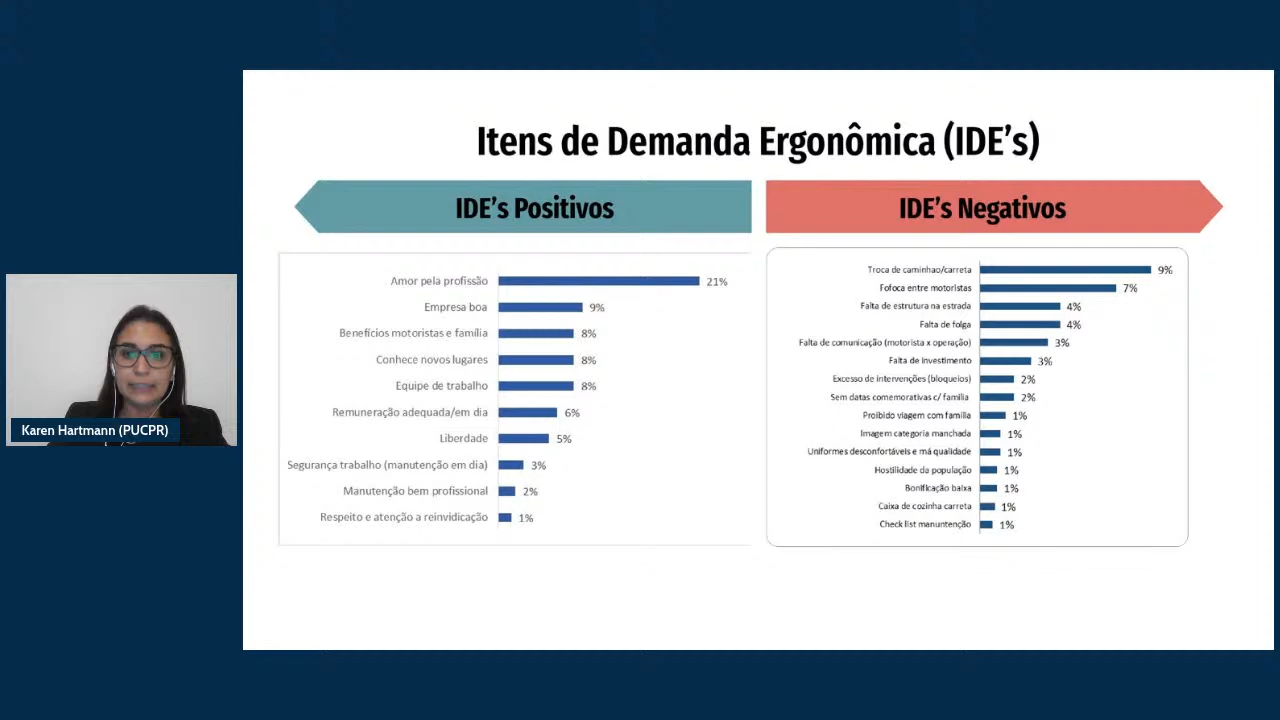 Itens de Demanda Ergonômica (IDE's)
IDE's Positivos
Amor pela profissão 21%
Empresa boa 9%
Benefícios motoristas e família 8%
Conhece novos lugares 8%
Equipe de trabalho 8%
Remuneração adequada/em dia 6%
Liberdade 5%
Segurança trabalho (manutenção em dia) 3%
Manutenção bem profissional 2%
Respeito e atenção a reinvidicação 1%
IDE's Negativos
Troca de caminhao/carreta 9%
Fofoca entre motoristas 7%
Falta de estrutura na estrada 4%
Falta de folga 4%
Falta de comunicação (motorista x operação) 3%
Falta de investimento 3%
Excesso de intervenções (bloqueios) 2%
Sem datas comemorativas c/ família 2%
Proibido viagem com família 1%
Imagem categoria manchada 1%
Uniformes desconfortáveis e má qualidade 1%
Hostilidade da população 1%
Bonificação baixa 1%
Caixa de cozinha carreta 1%
Check list manuntenção 1%
Karen Hartmann (PUCPR)